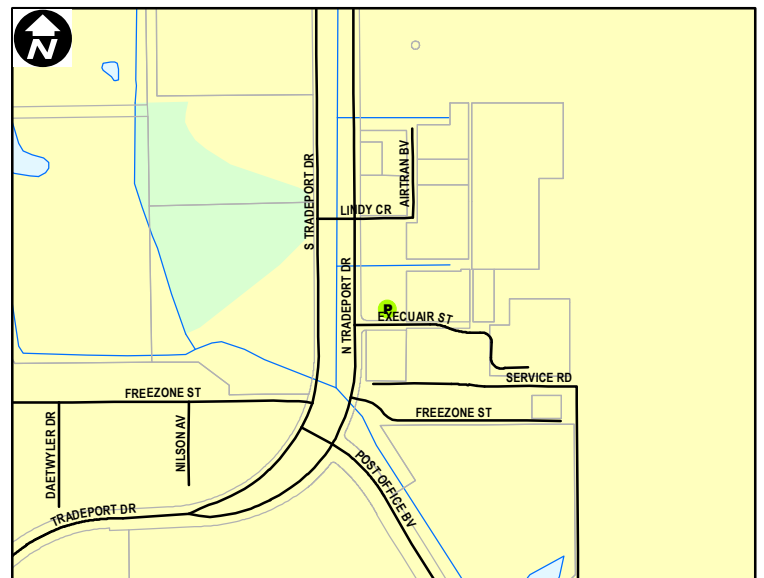 N
AIRTRAN BV
S TRADEPORT DR
LINDY CR
N TRADEPORT DR
P
EXECUAIR ST
SERVICE RD
FREEZONE ST
FREEZONE ST
DAETWYLER DR
NILSON AV
POST OFFICE BV
TRADEPORT DR